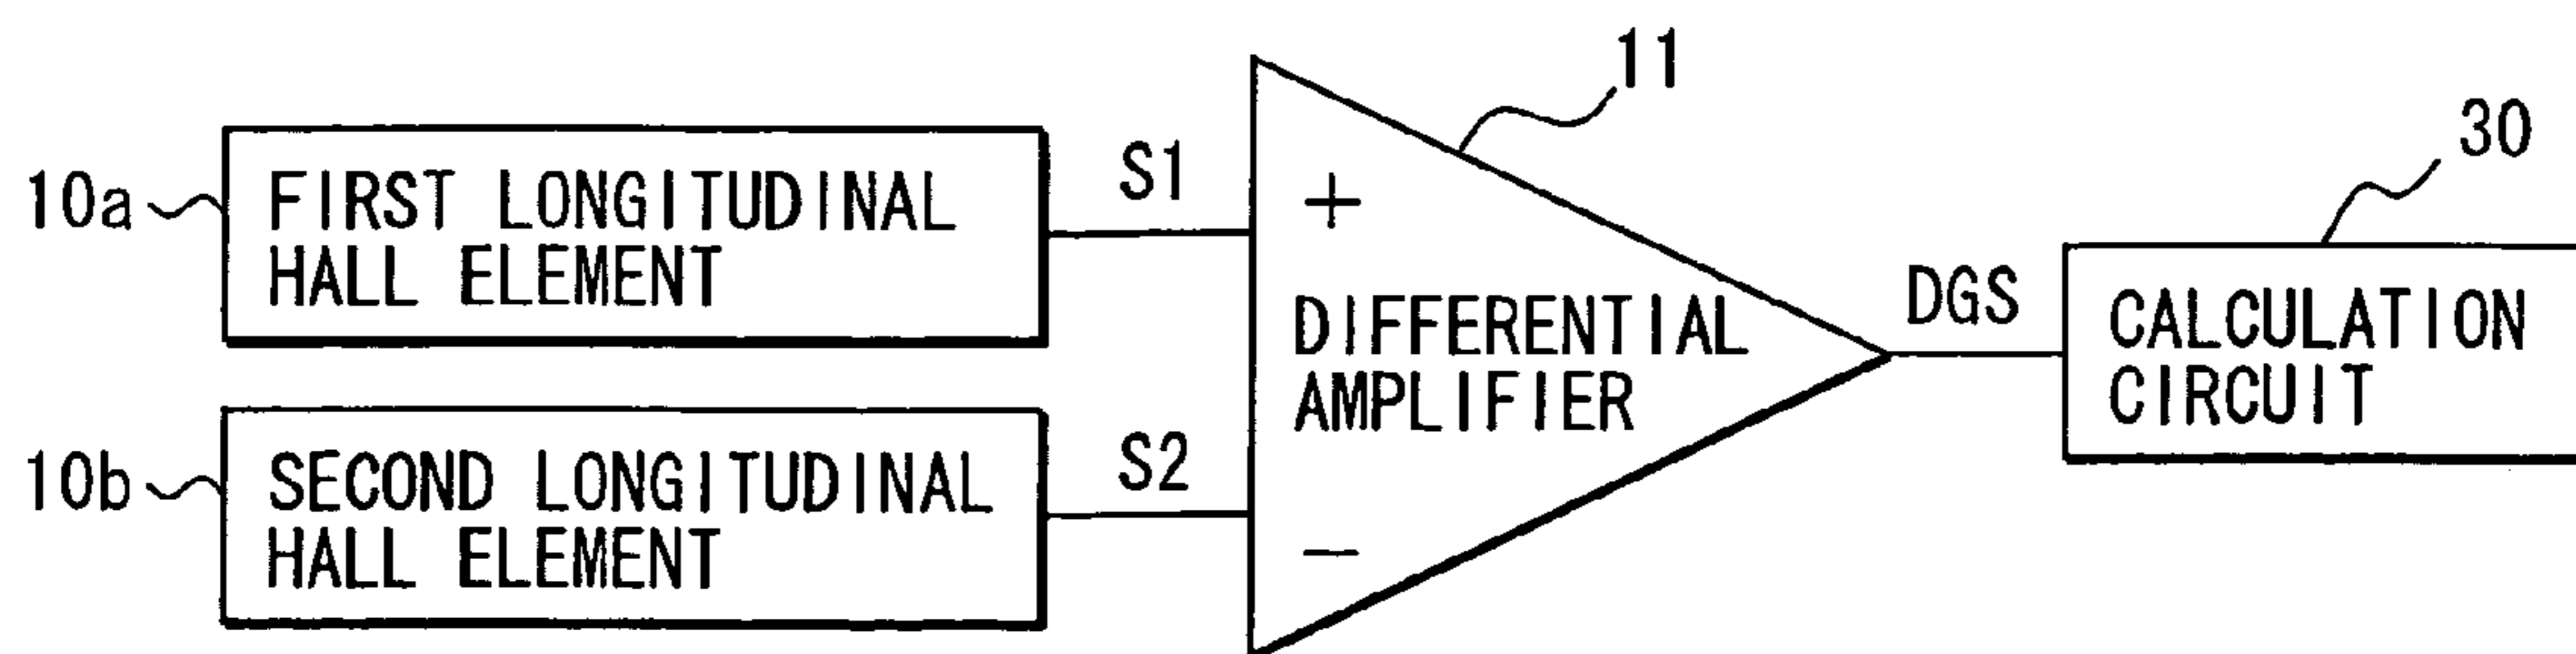 11
30
10a
FIRST LONGITUDINAL
HALL ELEMENT
S1
+
DIFFERENTIAL
AMPLIFIER
DGS
CALCULATION
CIRCUIT
10b
SECOND LONGITUDINAL
HALL ELEMENT
S2
−